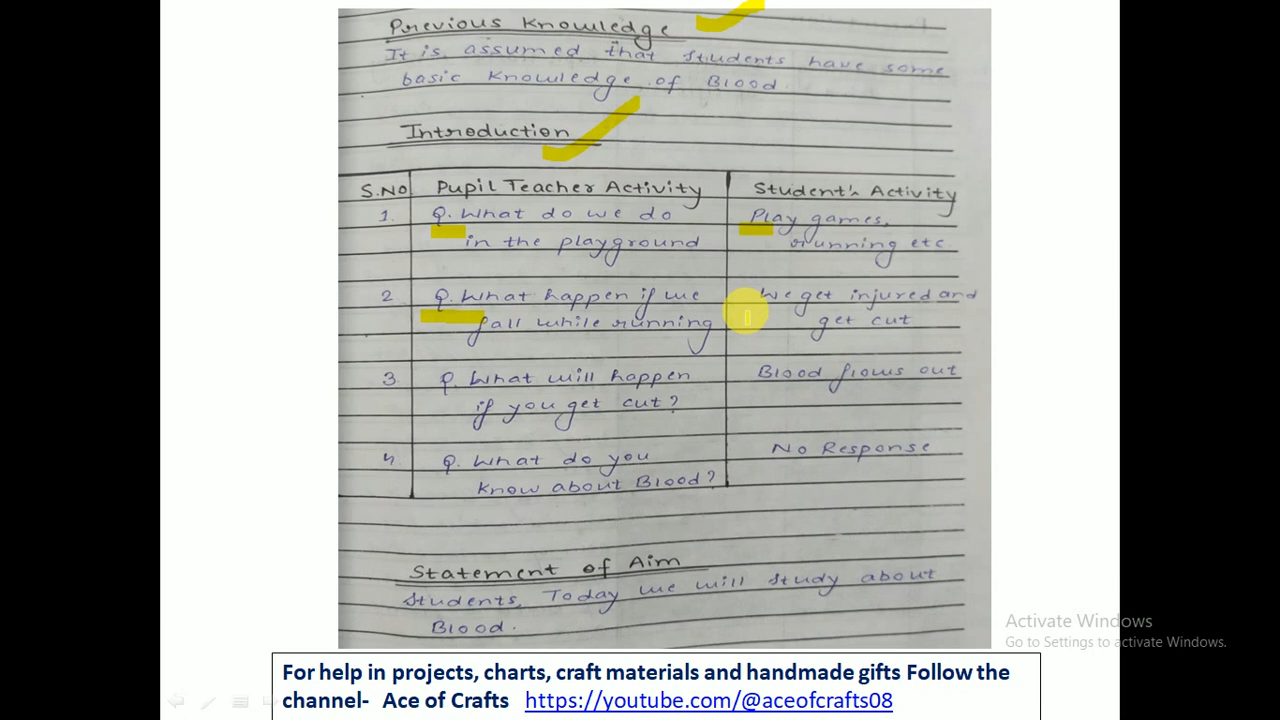 Previous Knowledge
It is assumed that students have some
basic knowledge of Blood.
Introduction
S.NO Pupil Teacher Activity Student's Activity
1. Q. What do we do Play games,
in the playground running etc
2 Q. What happen if we We get injured and
fall while running get cut
3. Q. What will happen Blood flows out
if you get cut?
4. Q. What do you No Response
know about Blood?
Statement of Aim
Students, Today we will study about
Blood.
Activate Windows
Go to Settings to activate Windows.
For help in projects, charts, craft materials and handmade gifts Follow the
channel- Ace of Crafts https://youtube.com/@aceofcrafts08